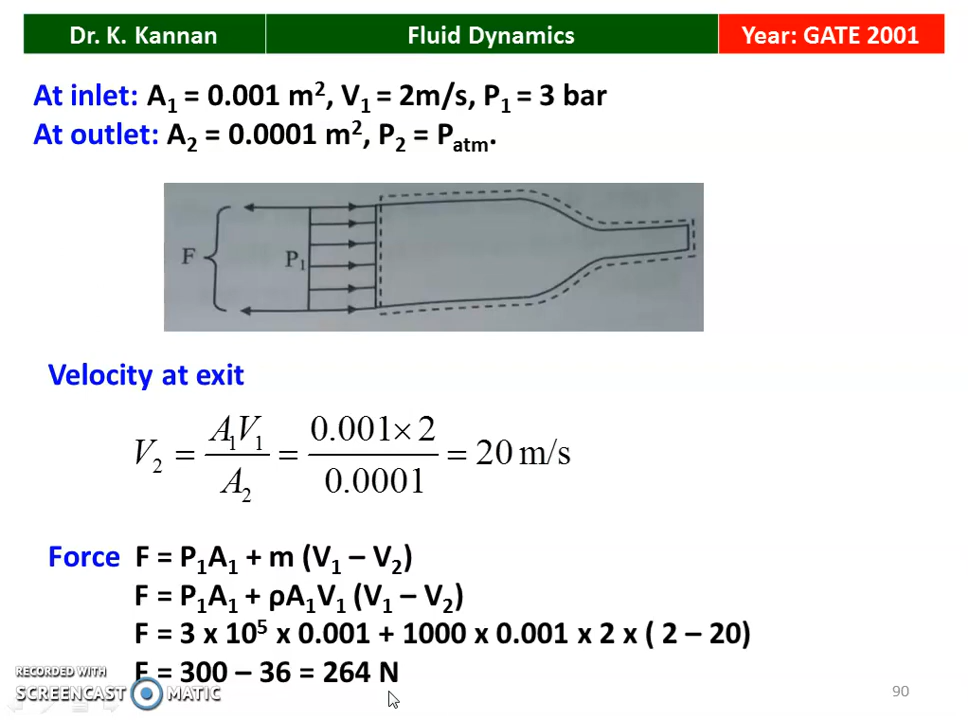 Dr. K. Kannan
Fluid Dynamics
Year: GATE 2001
At inlet: A₁ = 0.001 m², V₁ = 2m/s, P₁ = 3 bar
At outlet: A₂ = 0.0001 m², P₂ = Pₐₜₘ.
F
P₁
Velocity at exit
V₂ = A₁V₁ / A₂ = 0.001 × 2 / 0.0001 = 20 m/s
Force F = P₁A₁ + m (V₁ – V₂)
F = P₁A₁ + ρA₁V₁ (V₁ – V₂)
F = 3 x 10⁵ x 0.001 + 1000 x 0.001 x 2 x ( 2 – 20)
F = 300 – 36 = 264 N
RECORDED WITH
SCREENCAST MATIC
90